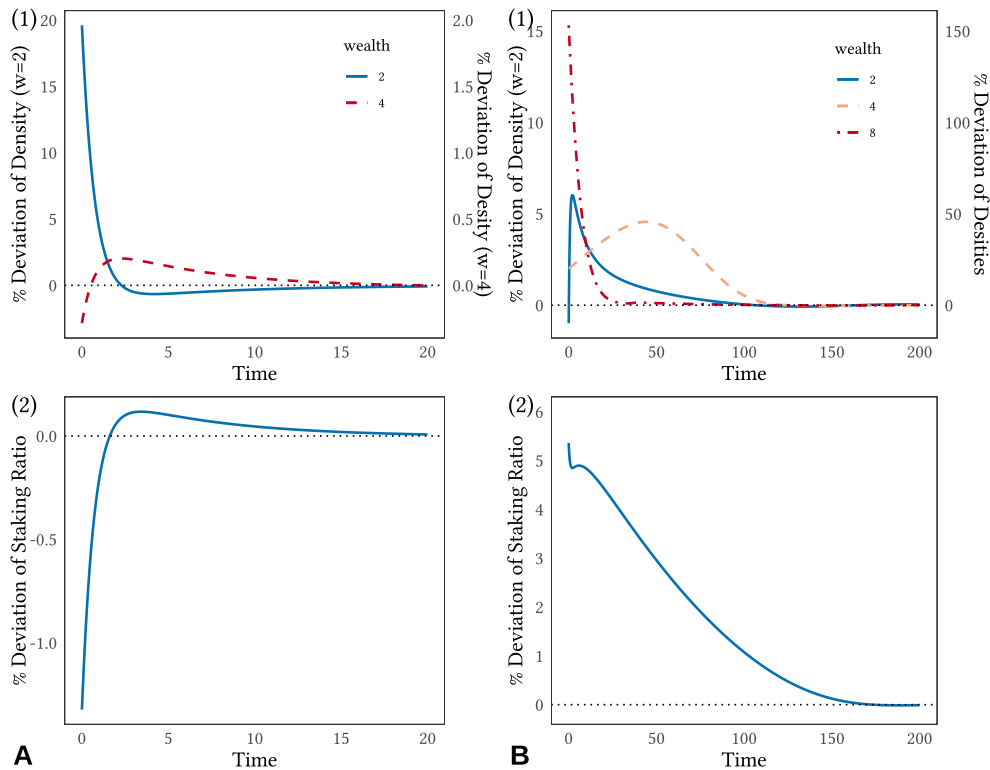 (1)
% Deviation of Density (w=2)
20
15
10
5
0
2.0
1.5
1.0
0.5
0.0
% Deviation of Desity (w=4)
wealth
2
4
0 5 10 15 20
Time
(1)
% Deviation of Density (w=2)
15
10
5
0
150
100
50
0
% Deviation of Desities
wealth
2
4
8
0 50 100 150 200
Time
(2)
% Deviation of Staking Ratio
0.0
-0.5
-1.0
0 5 10 15 20
Time
A
(2)
% Deviation of Staking Ratio
6
5
4
3
2
1
0
0 50 100 150 200
Time
B